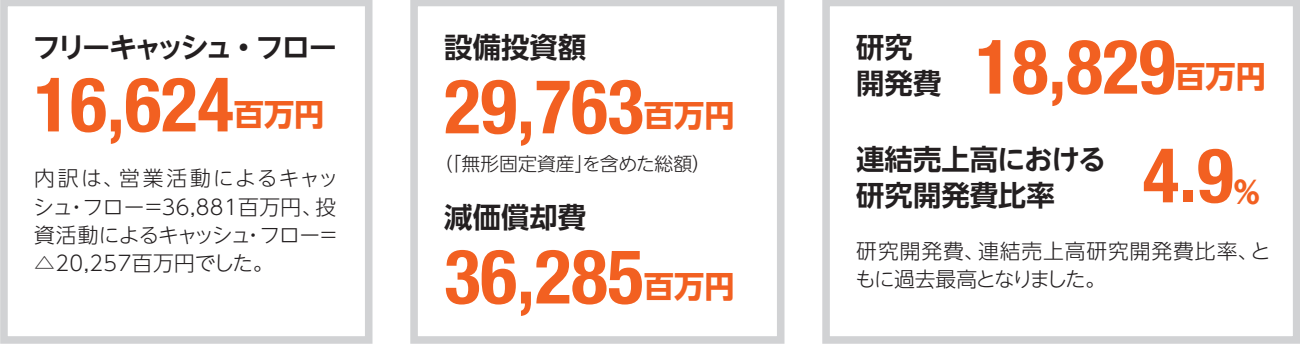 フリーキャッシュ・フロー
16,624百万円
内訳は、営業活動によるキャッ
シュ・フロー=36,881百万円、投
資活動によるキャッシュ・フロー=
△20,257百万円でした。
設備投資額
29,763百万円
(「無形固定資産」を含めた総額)
減価償却費
36,285百万円
研究
開発費
18,829百万円
連結売上高における
研究開発費比率
4.9%
研究開発費、連結売上高研究開発費比率、と
もに過去最高となりました。